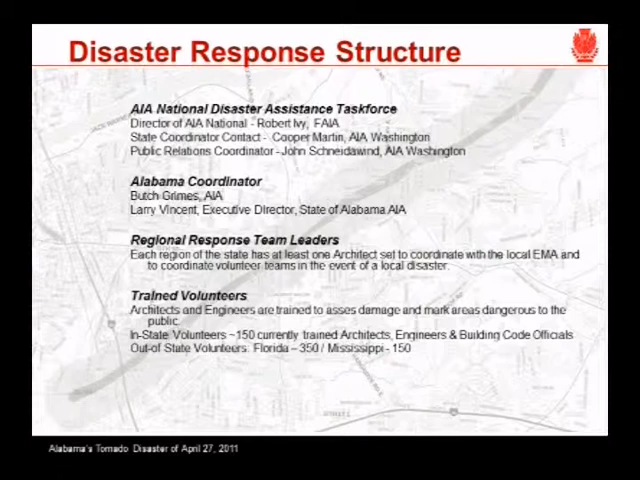 Disaster Response Structure
AIA National Disaster Assistance Taskforce
Director of AIA National - Robert Ivy, FAIA
State Coordinator Contact - Cooper Martin, AIA Washington
Public Relations Coordinator - John Schneidawind, AIA Washington
Alabama Coordinator
Butch Grimes, AIA
Larry Vincent, Executive Director, State of Alabama AIA
Regional Response Team Leaders
Each region of the state has at least one Architect set to coordinate with the local EMA and
to coordinate volunteer teams in the event of a local disaster.
Trained Volunteers
Architects and Engineers are trained to asses damage and mark areas dangerous to the
public.
In-State Volunteers ~150 currently trained Architects, Engineers & Building Code Officials
Out-of State Volunteers: Florida – 350 / Mississippi - 150
Alabama's Tornado Disaster of April 27, 2011